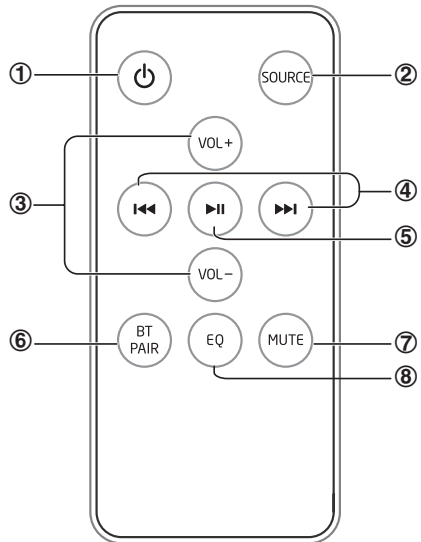 ① ②
SOURCE
VOL+
③ ④
⑤
VOL−
BT
PAIR
EQ MUTE
⑥ ⑦
⑧